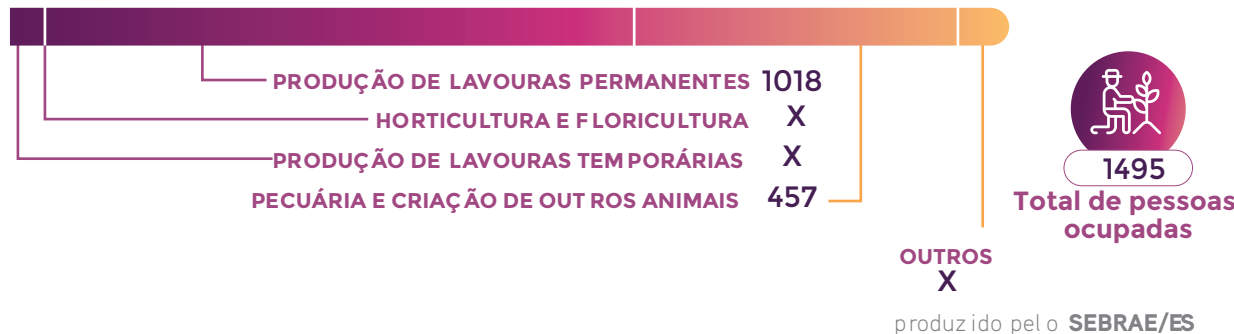 PRODUÇÃO DE LAVOURAS PERMANENTES 1018
HORTICULTURA E FLORICULTURA X
PRODUÇÃO DE LAVOURAS TEMPORÁRIAS X
PECUÁRIA E CRIAÇÃO DE OUTROS ANIMAIS 457
1495
Total de pessoas
ocupadas
OUTROS
X
produzido pelo SEBRAE/ES